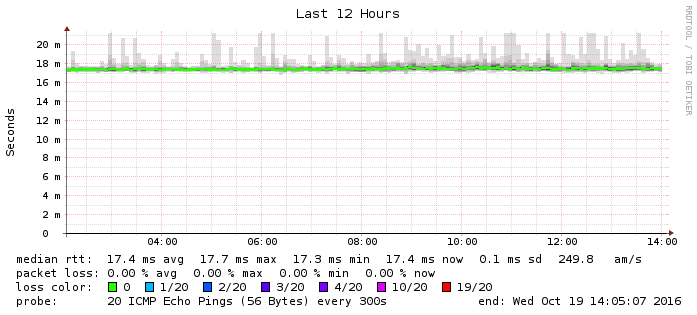 Last 12 Hours
RRDTOOL / TOBI OETIKER
Seconds
20 m
18 m
16 m
14 m
12 m
10 m
8 m
6 m
4 m
2 m
0
04:00 06:00 08:00 10:00 12:00 14:00
median rtt: 17.4 ms avg 17.7 ms max 17.3 ms min 17.4 ms now 0.1 ms sd 249.8 am/s
packet loss: 0.00 % avg 0.00 % max 0.00 % min 0.00 % now
loss color: 0 1/20 2/20 3/20 4/20 10/20 19/20
probe: 20 ICMP Echo Pings (56 Bytes) every 300s end: Wed Oct 19 14:05:07 2016